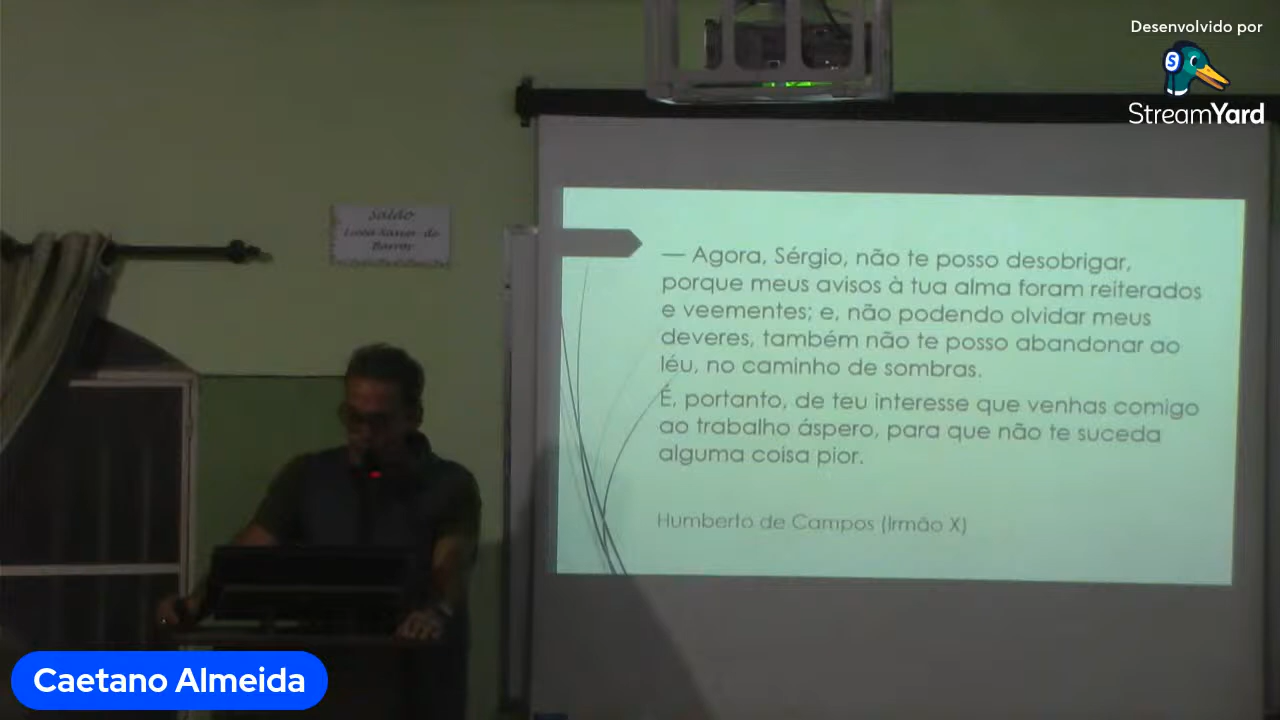 Desenvolvido por
StreamYard
Salão
— Agora, Sérgio, não te posso desobrigar,
porque meus avisos à tua alma foram reiterados
e veementes; e, não podendo olvidar meus
deveres, também não te posso abandonar ao
léu, no caminho de sombras.
É, portanto, de teu interesse que venhas comigo
ao trabalho áspero, para que não te suceda
alguma coisa pior.
Humberto de Campos (Irmão X)
Caetano Almeida